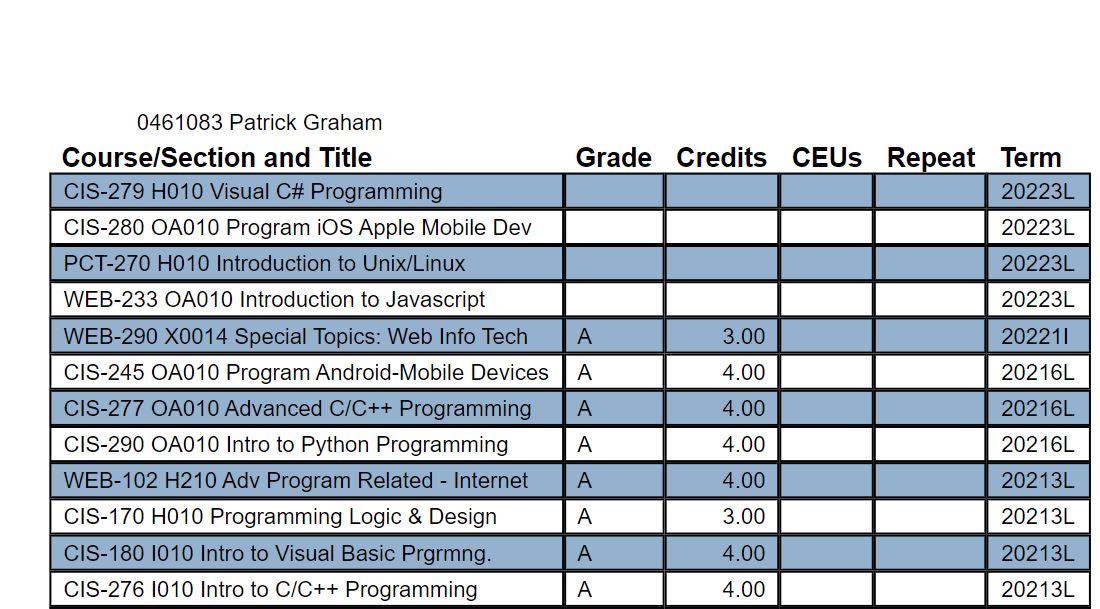 0461083 Patrick Graham
Course/Section and Title Grade Credits CEUs Repeat Term
CIS-279 H010 Visual C# Programming 20223L
CIS-280 OA010 Program iOS Apple Mobile Dev 20223L
PCT-270 H010 Introduction to Unix/Linux 20223L
WEB-233 OA010 Introduction to Javascript 20223L
WEB-290 X0014 Special Topics: Web Info Tech A 3.00 20221I
CIS-245 OA010 Program Android-Mobile Devices A 4.00 20216L
CIS-277 OA010 Advanced C/C++ Programming A 4.00 20216L
CIS-290 OA010 Intro to Python Programming A 4.00 20216L
WEB-102 H210 Adv Program Related - Internet A 4.00 20213L
CIS-170 H010 Programming Logic & Design A 3.00 20213L
CIS-180 I010 Intro to Visual Basic Prgrmng. A 4.00 20213L
CIS-276 I010 Intro to C/C++ Programming A 4.00 20213L